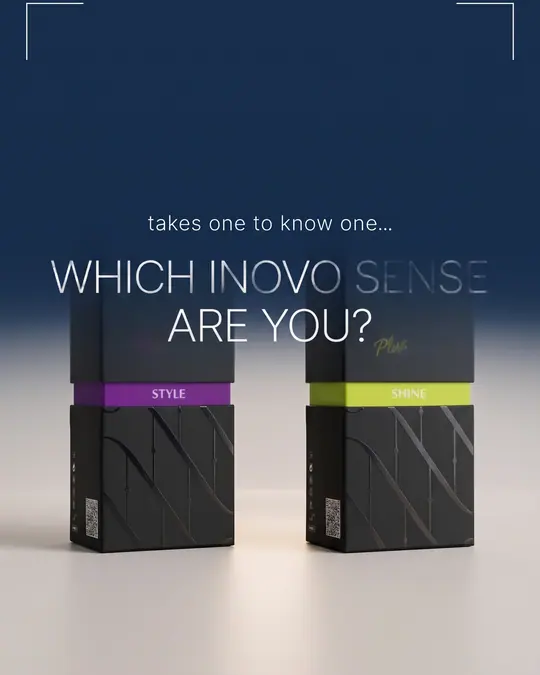 takes one to know one...
WHICH INOVO SENSE
ARE YOU?
Plus
STYLE
SHINE